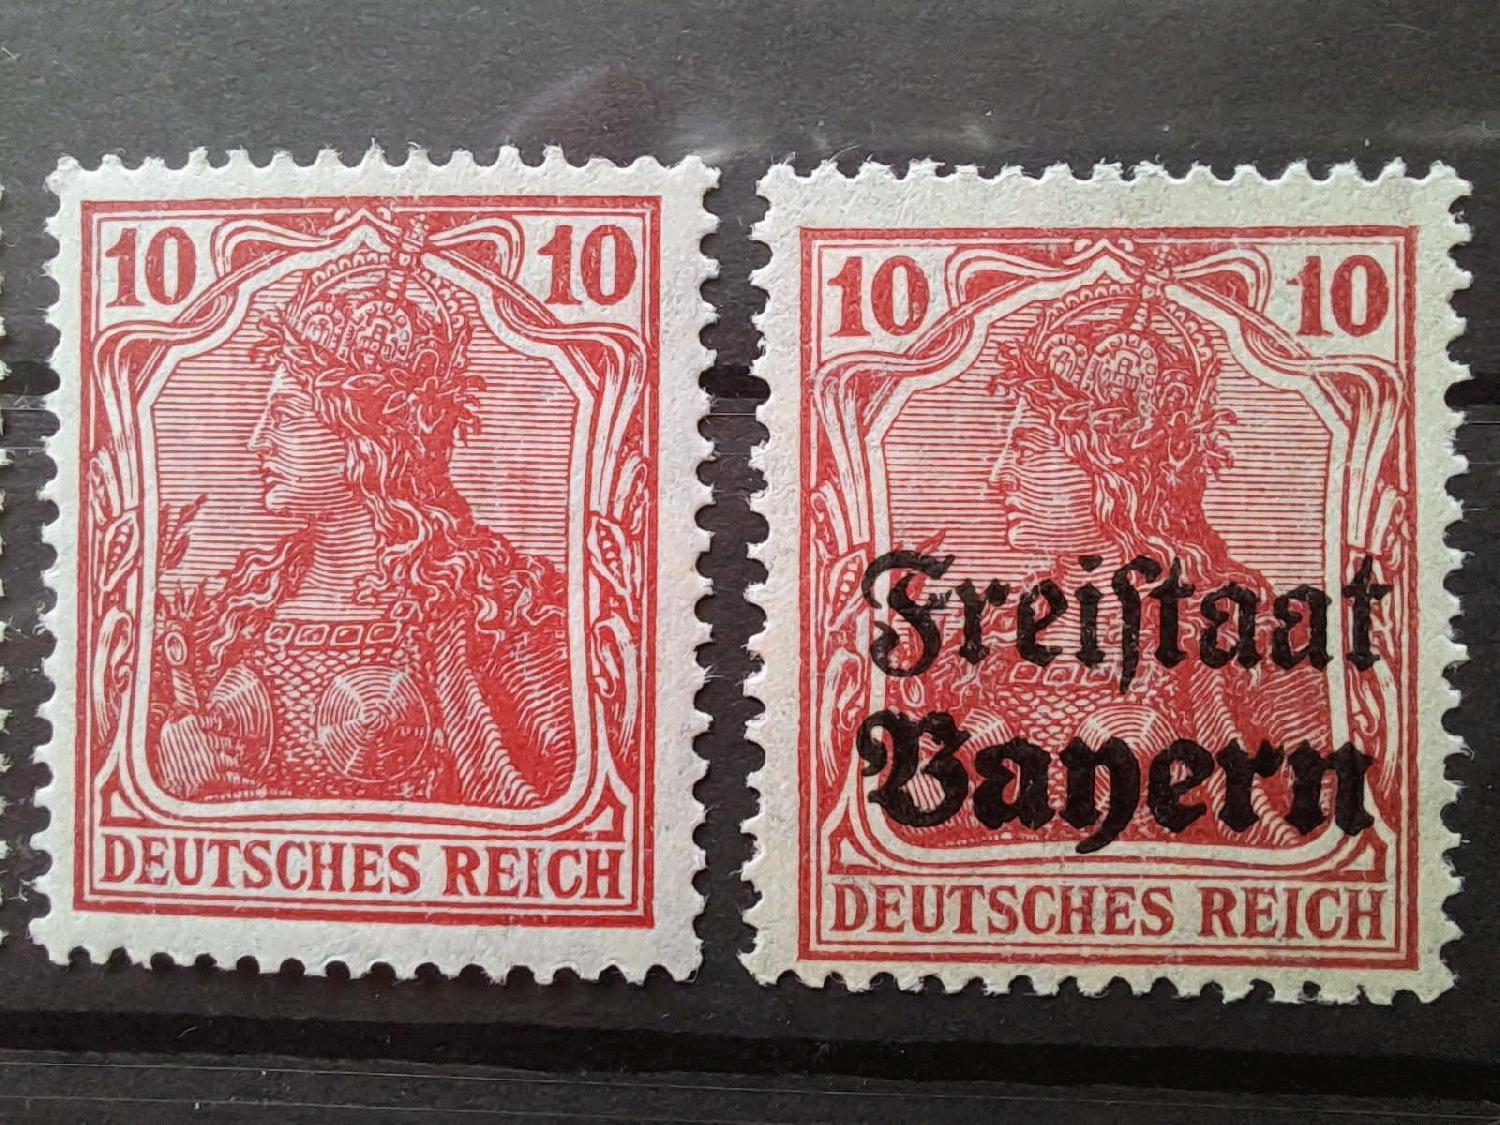 10 10
DEUTSCHES REICH
10 10
Freiſtaat
Bayern
DEUTSCHES REICH